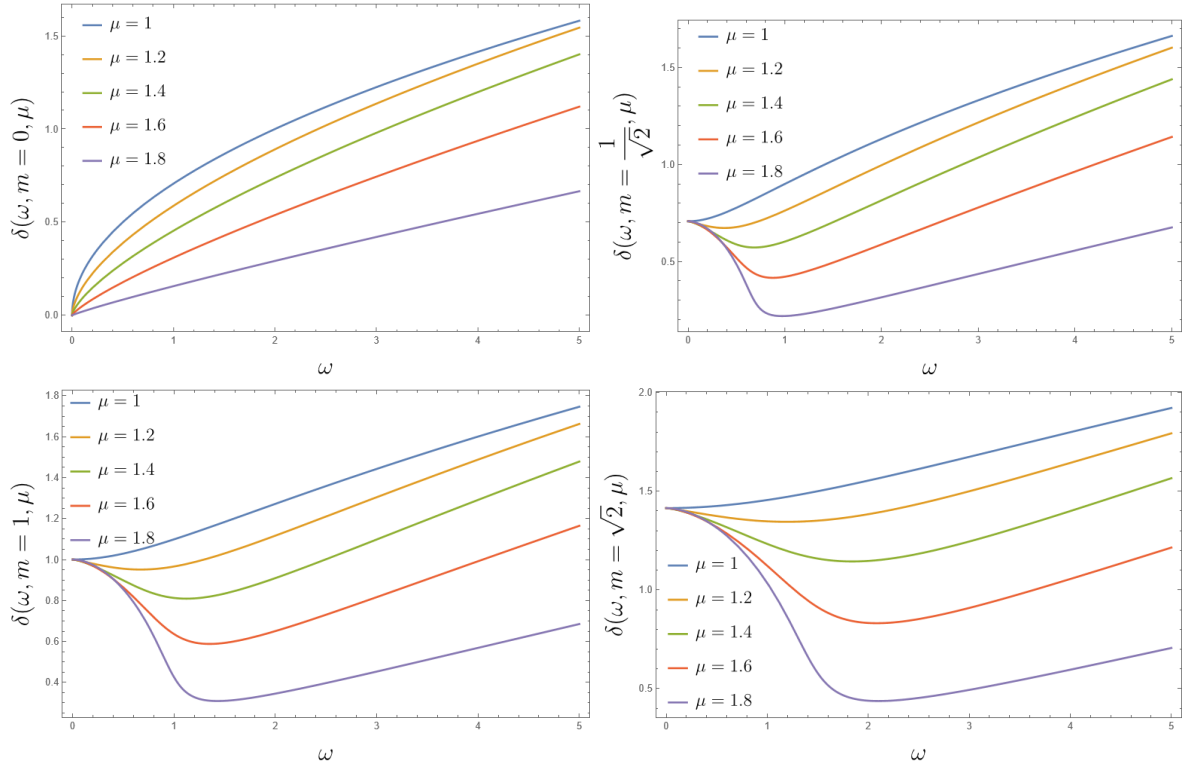 δ(ω, m = 0, μ)
1.5
1.0
0.5
0.0
μ = 1
μ = 1.2
μ = 1.4
μ = 1.6
μ = 1.8
0 1 2 3 4 5
ω
δ(ω, m = 1/√2, μ)
1.5
1.0
0.5
μ = 1
μ = 1.2
μ = 1.4
μ = 1.6
μ = 1.8
0 1 2 3 4 5
ω
δ(ω, m = 1, μ)
1.8
1.6
1.4
1.2
1.0
0.8
0.6
0.4
μ = 1
μ = 1.2
μ = 1.4
μ = 1.6
μ = 1.8
0 1 2 3 4 5
ω
δ(ω, m = √2, μ)
2.0
1.5
1.0
0.5
μ = 1
μ = 1.2
μ = 1.4
μ = 1.6
μ = 1.8
0 1 2 3 4 5
ω